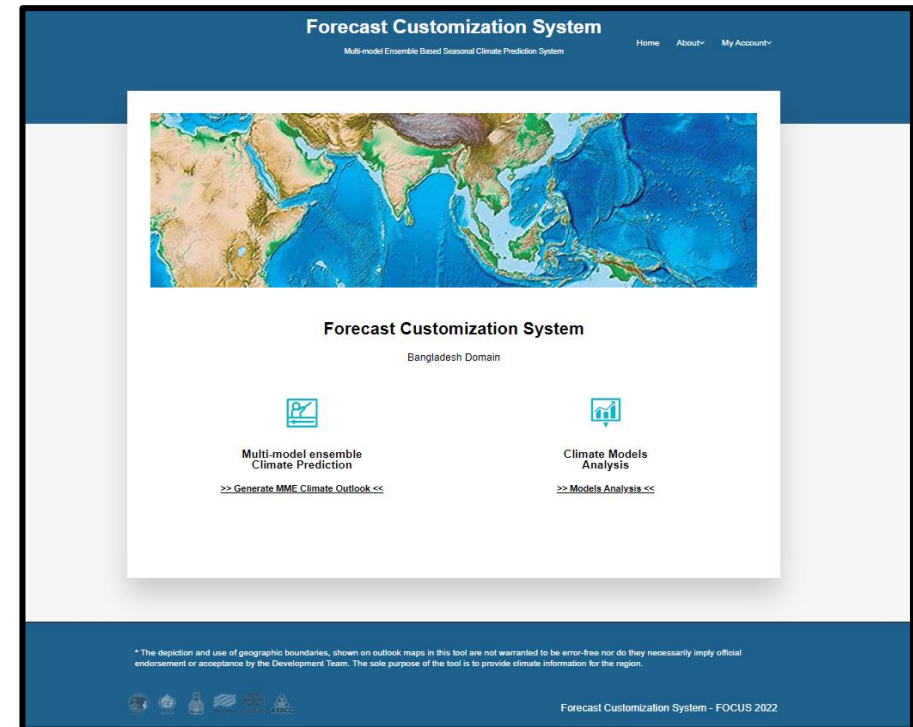 Forecast Customization System
Multi-model Ensemble Based Seasonal Climate Prediction System
Home About My Account
Forecast Customization System
Bangladesh Domain
Multi-model ensemble
Climate Prediction
>> Generate MME Climate Outlook <<
Climate Models
Analysis
>> Models Analysis <<
* The depiction and use of geographic boundaries, shown on outlook maps in this tool are not warranted to be error-free nor do they necessarily imply official
endorsement or acceptance by the Development Team. The sole purpose of the tool is to provide climate information for the region.
ARRCC
Forecast Customization System - FOCUS 2022